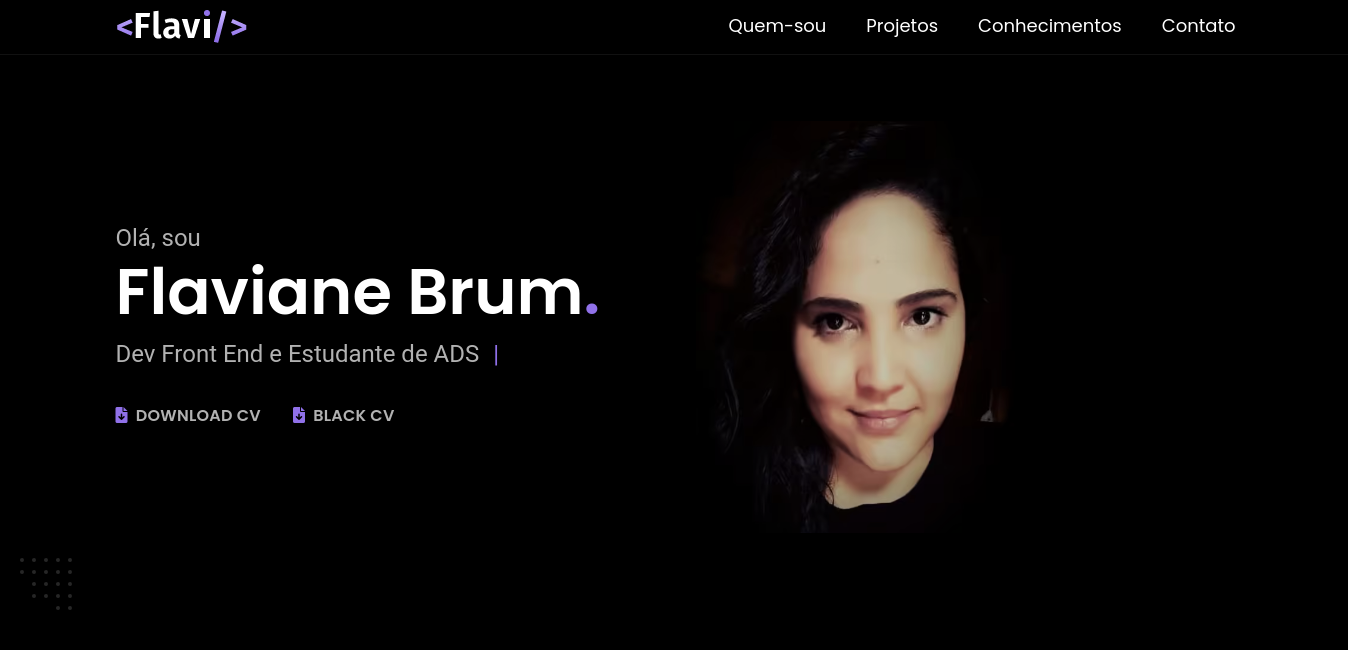 <Flavi/>
Quem-sou Projetos Conhecimentos Contato
Olá, sou
Flaviane Brum.
Dev Front End e Estudante de ADS |
DOWNLOAD CV BLACK CV